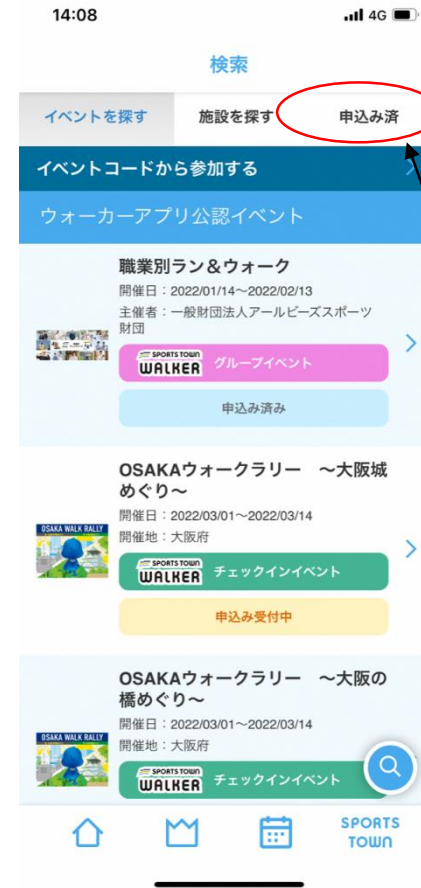 14:08
4G
検索
イベントを探す
施設を探す
申込み済
イベントコードから参加する
ウォーカーアプリ公認イベント
職業別ラン＆ウォーク
開催日：2022/01/14～2022/02/13
主催者：一般財団法人アールビーズスポーツ
財団
SPORTS TOWN
WALKER
グループイベント
申込み済み
OSAKAウォークラリー　～大阪城
めぐり～
開催日：2022/03/01～2022/03/14
開催地：大阪府
OSAKA WALK RALLY
SPORTS TOWN
WALKER
チェックインイベント
申込み受付中
OSAKAウォークラリー　～大阪の
橋めぐり～
開催日：2022/03/01～2022/03/14
開催地：大阪府
OSAKA WALK RALLY
SPORTS TOWN
WALKER
チェックインイベント
SPORTS
TOWN